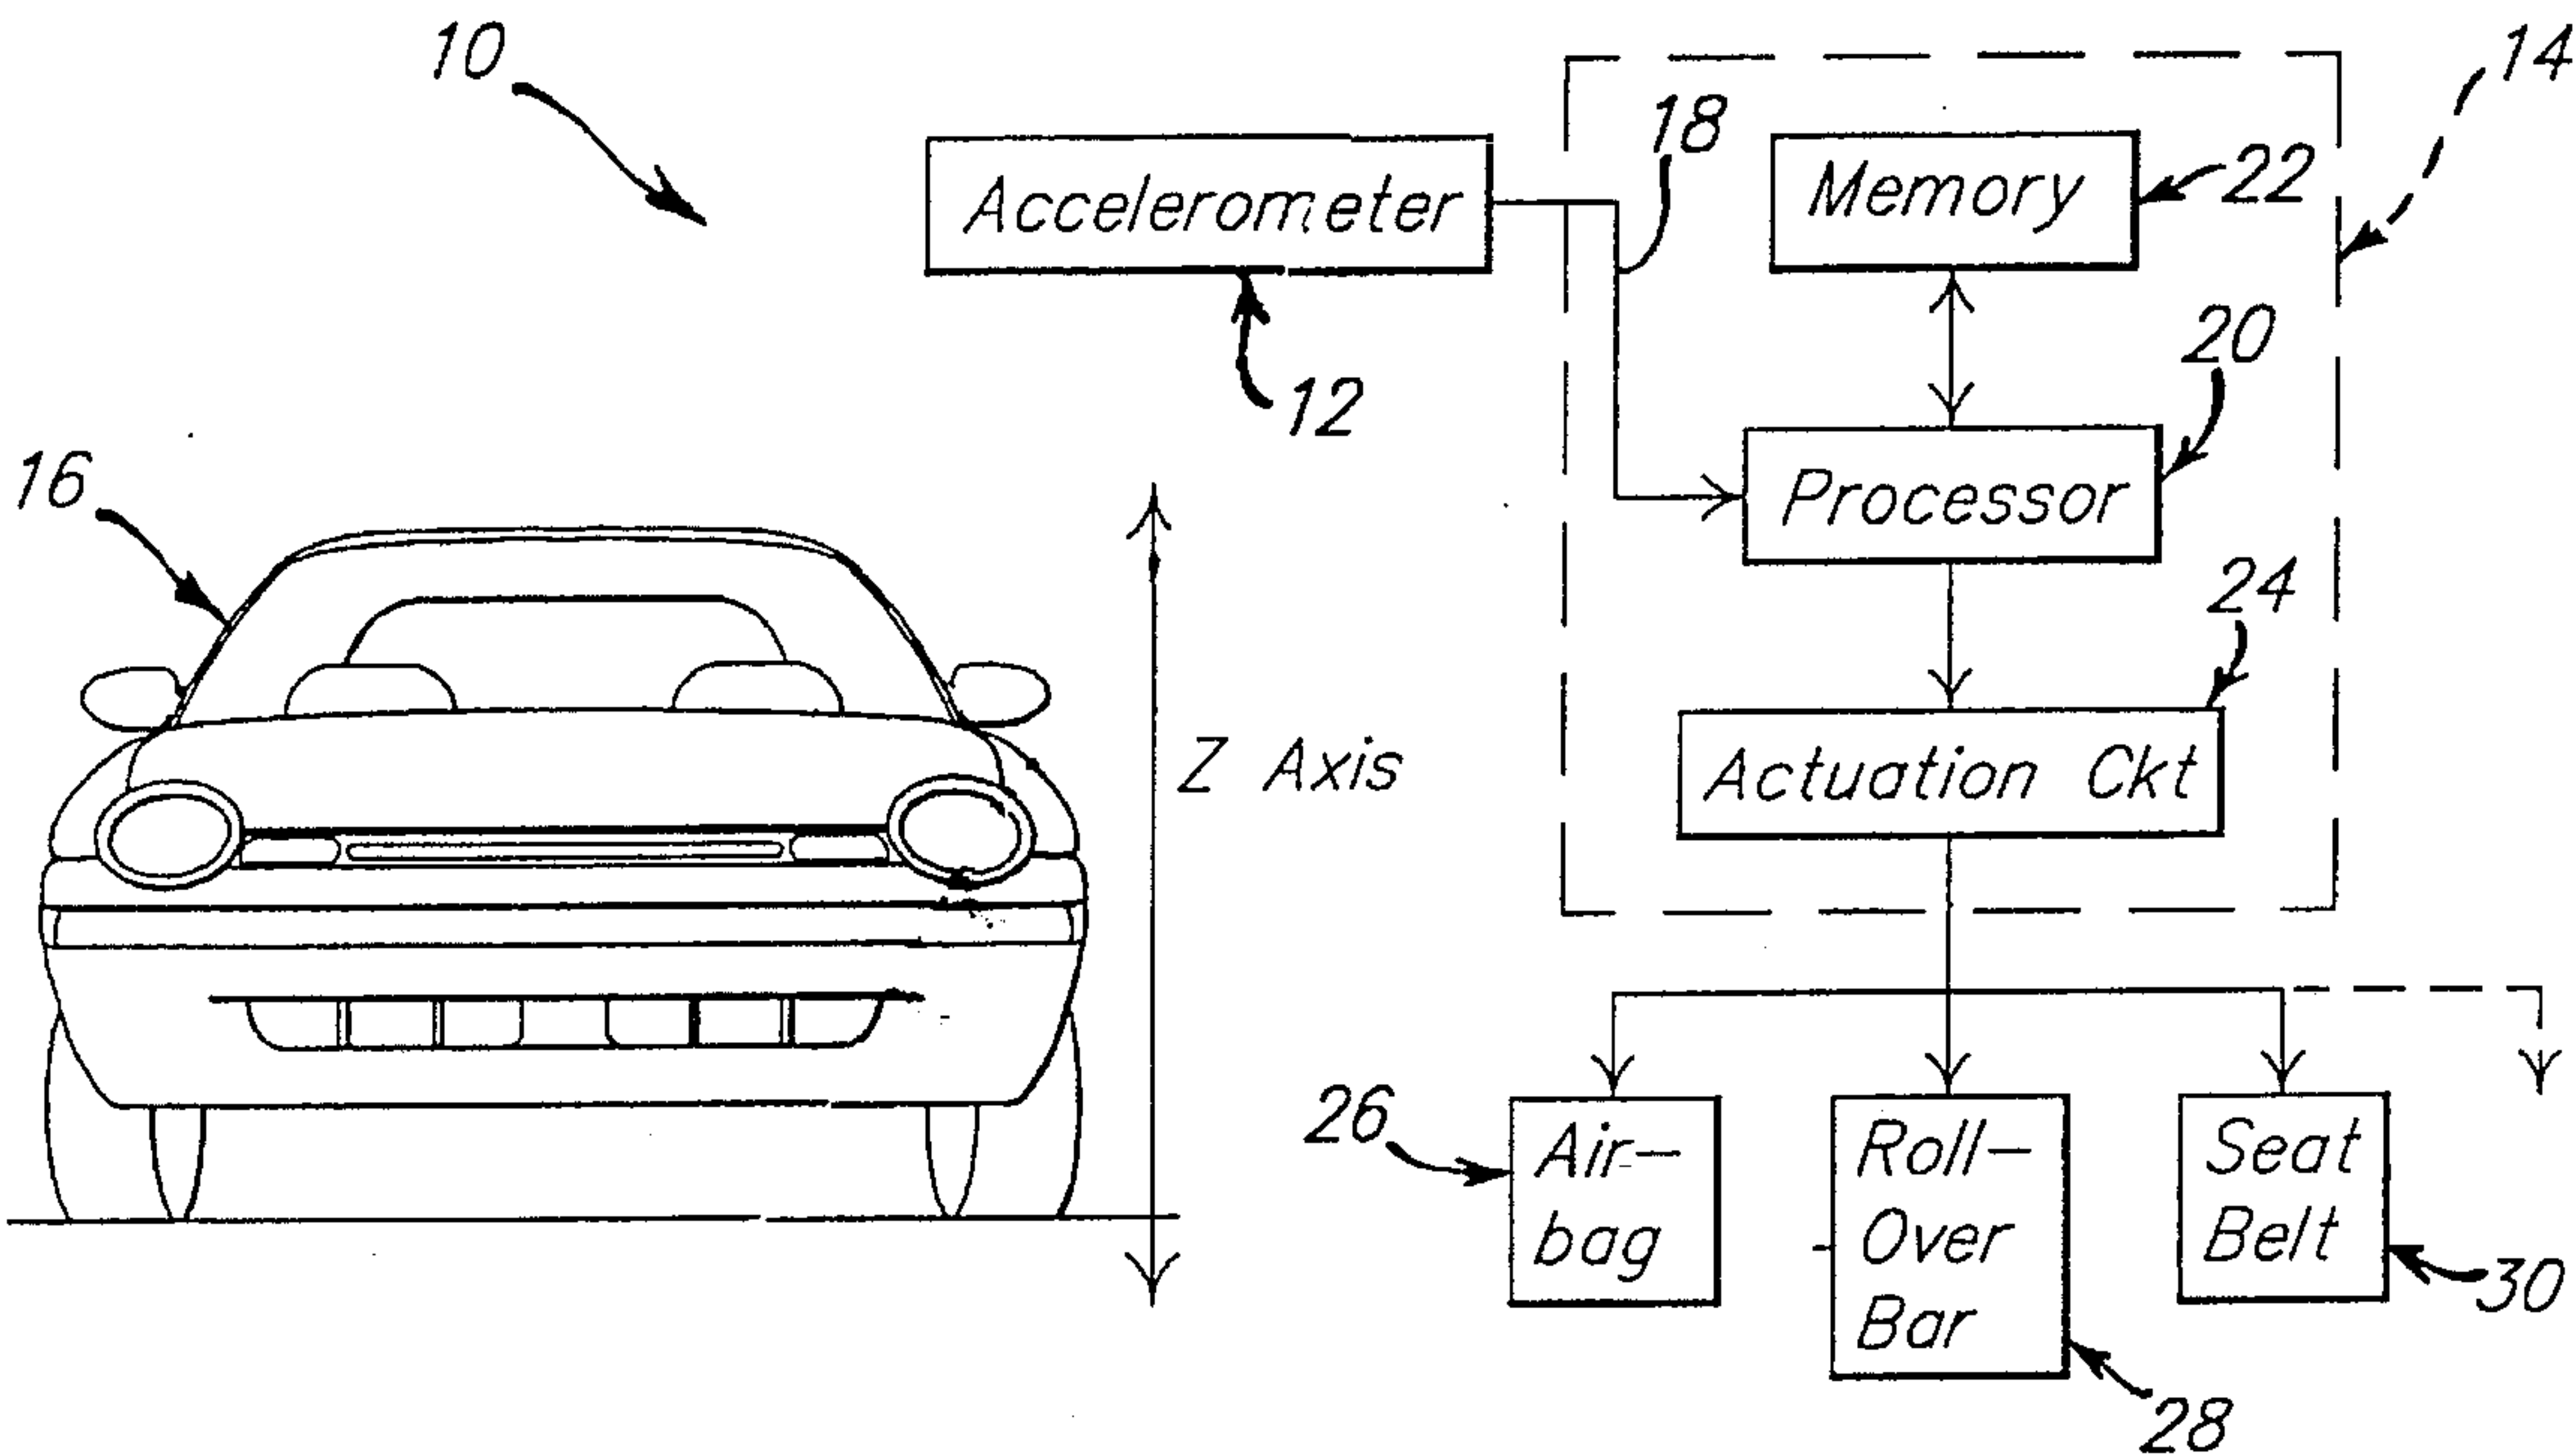 10
14
18
Accelerometer
Memory
22
12
20
Processor
16
24
Z Axis
Actuation Ckt
26
Air-
bag
Roll-
Over
Bar
Seat
Belt
30
28